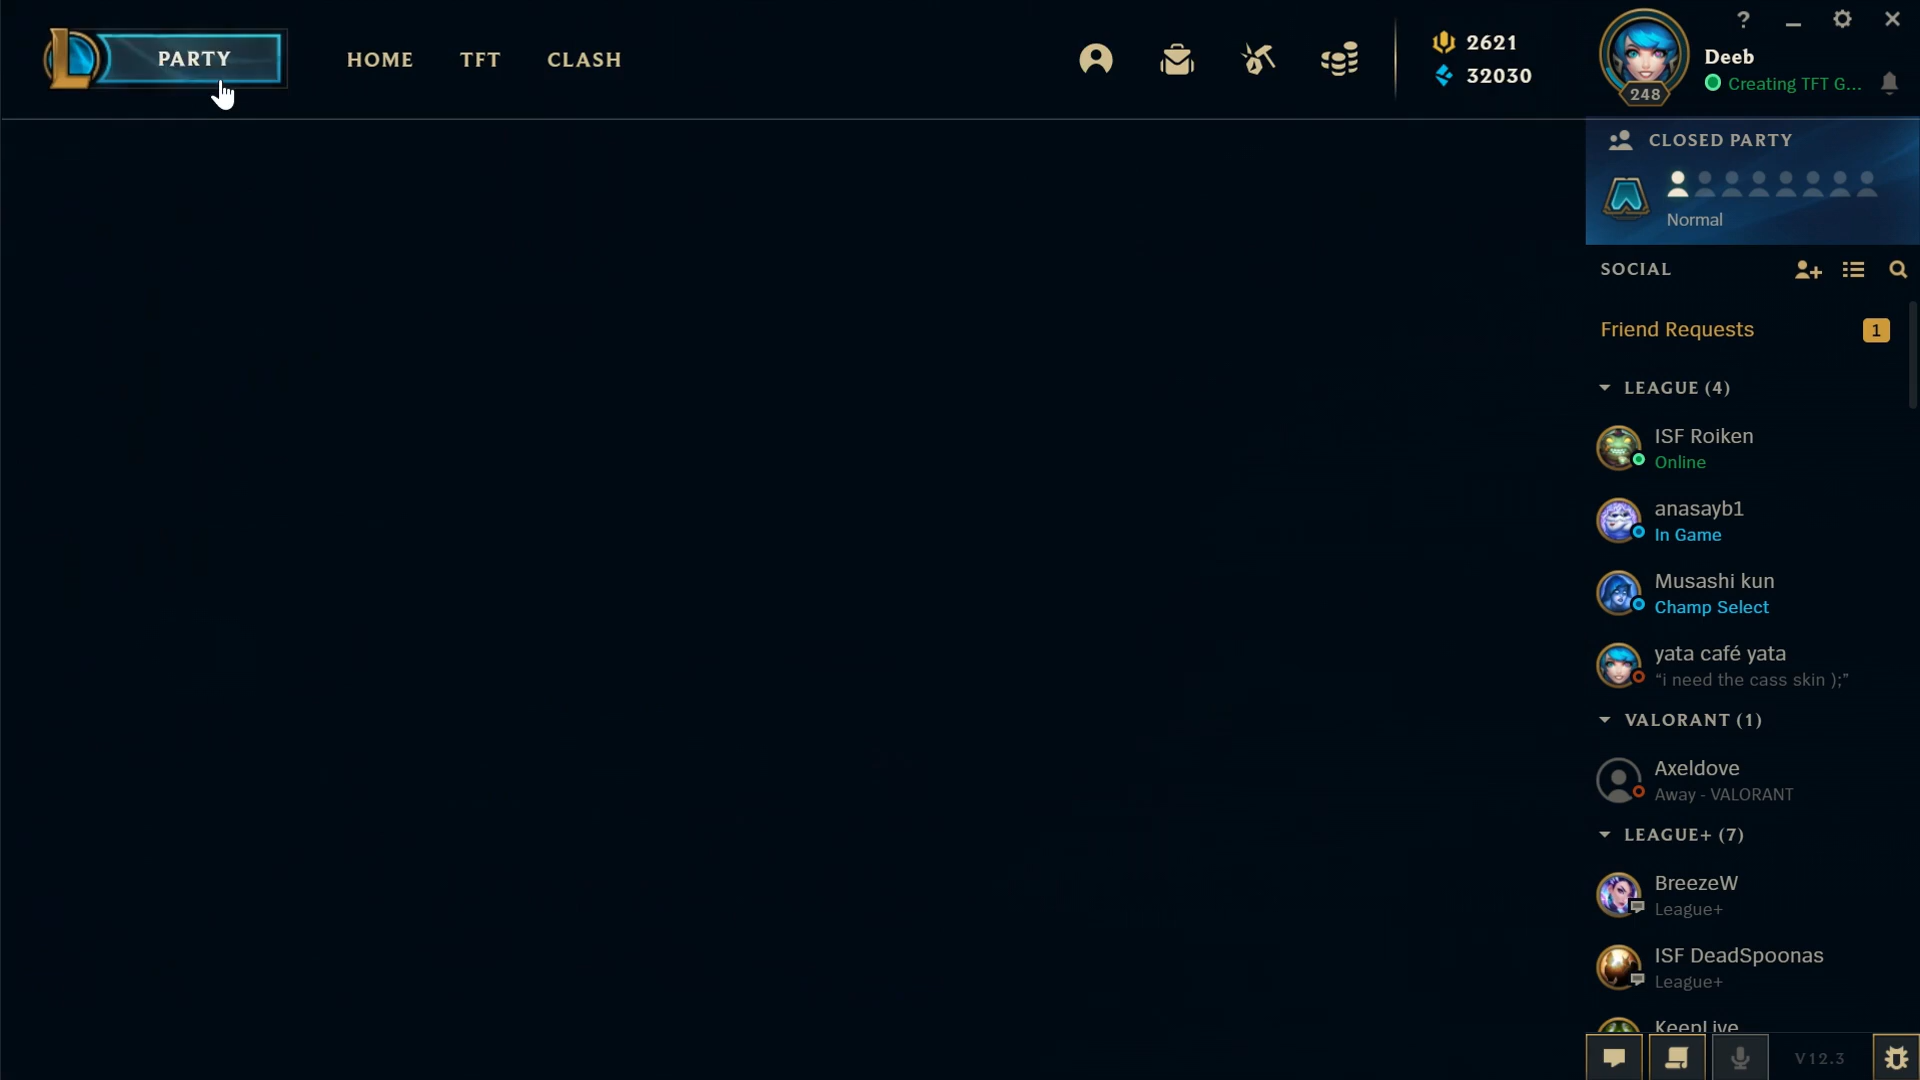 PARTY
HOME
TFT
CLASH
2621
32030
248
?
Deeb
Creating TFT G...
CLOSED PARTY
Normal
SOCIAL
Friend Requests
1
LEAGUE (4)
ISF Roiken
Online
anasayb1
In Game
Musashi kun
Champ Select
yata café yata
“i need the cass skin );”
VALORANT (1)
Axeldove
Away - VALORANT
LEAGUE+ (7)
BreezeW
League+
ISF DeadSpoonas
League+
KeepLive
V12.3